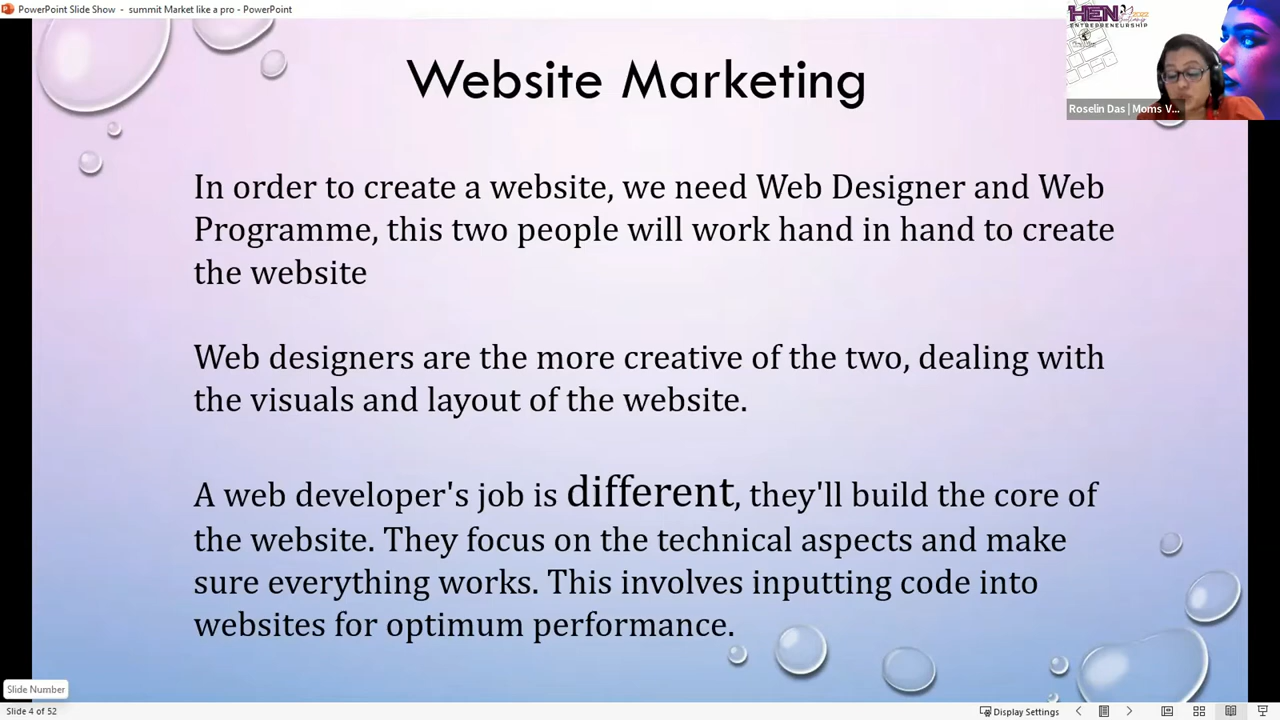 PowerPoint Slide Show - summit Market like a pro - PowerPoint
HEN
ENTREPRENEURSHIP
Roselin Das | Moms V...
Website Marketing
In order to create a website, we need Web Designer and Web
Programme, this two people will work hand in hand to create
the website
Web designers are the more creative of the two, dealing with
the visuals and layout of the website.
A web developer's job is different, they'll build the core of
the website. They focus on the technical aspects and make
sure everything works. This involves inputting code into
websites for optimum performance.
Slide Number
Slide 4 of 52
Display Settings